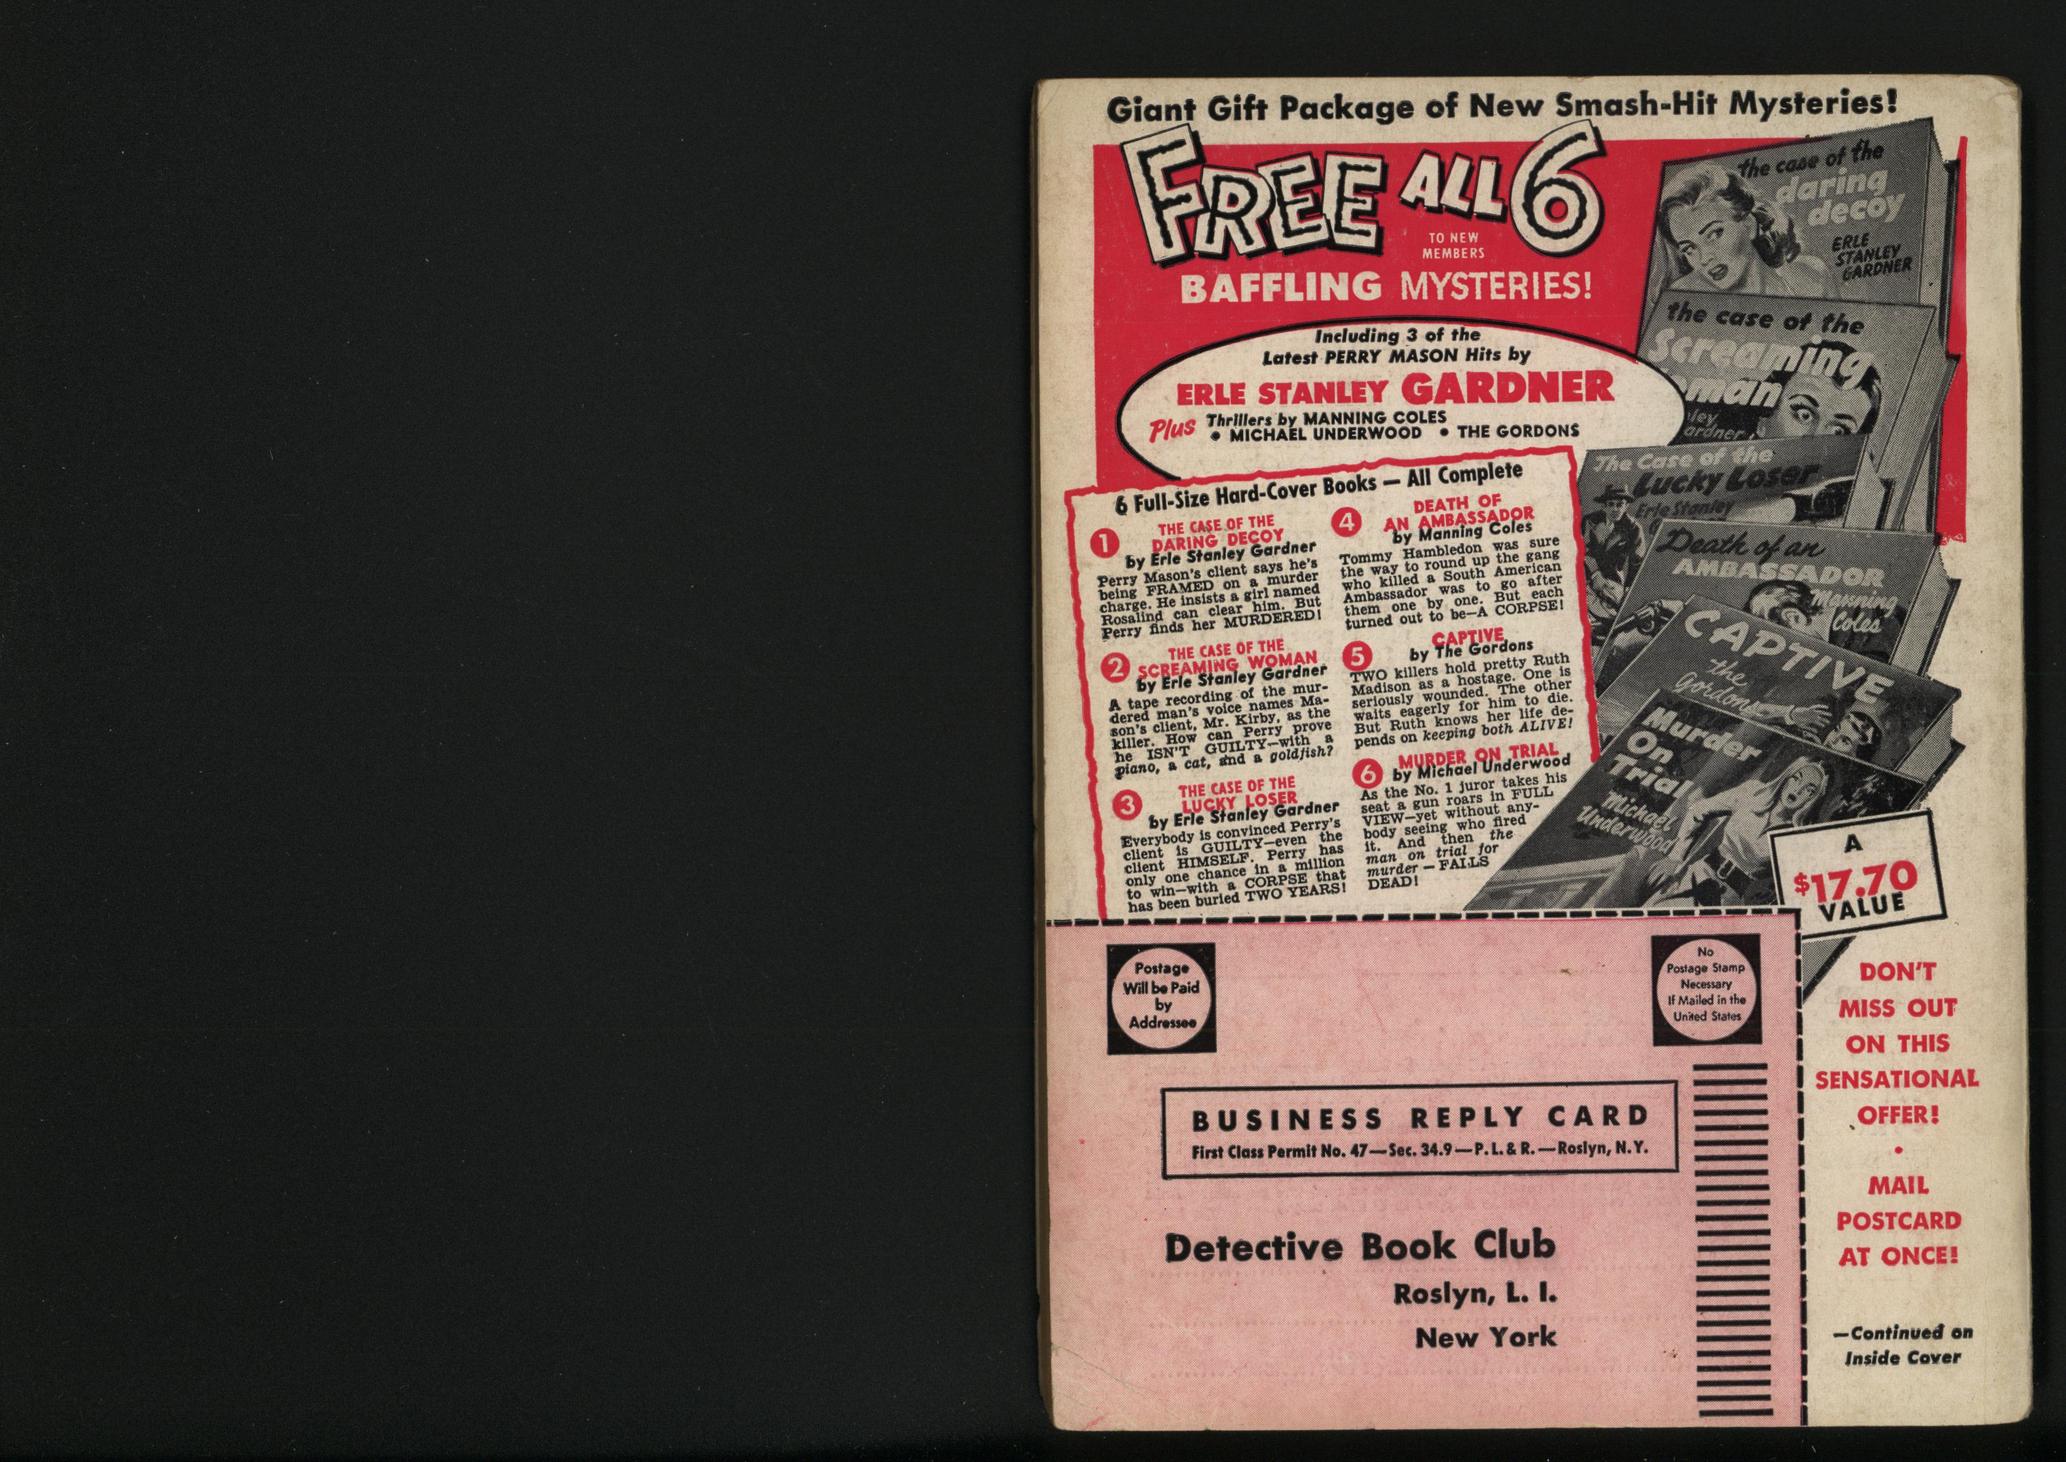 Giant Gift Package of New Smash-Hit Mysteries!
FREE ALL 6
TO NEW
MEMBERS
BAFFLING MYSTERIES!
Including 3 of the
Latest PERRY MASON Hits by
ERLE STANLEY GARDNER
Plus Thrillers by MANNING COLES
• MICHAEL UNDERWOOD • THE GORDONS
the case of the
daring
decoy
ERLE
STANLEY
GARDNER
the case of the
Screaming
oman
ley
ardner
The Case of the
Lucky Loser
Erle Stanley
Death of an
AMBASSADOR
Manning
Coles
CAPTIVE
the
gordons
Murder
On
Trial
Michael
Underwood
6 Full-Size Hard-Cover Books — All Complete
1 THE CASE OF THE
DARING DECOY
by Erle Stanley Gardner
Perry Mason's client says he's
being FRAMED on a murder
charge. He insists a girl named
Rosalind can clear him. But
Perry finds her MURDERED!
2 THE CASE OF THE
SCREAMING WOMAN
by Erle Stanley Gardner
A tape recording of the mur-
dered man's voice names Ma-
son's client, Mr. Kirby, as the
killer. How can Perry prove
he ISN'T GUILTY—with a
piano, a cat, and a goldfish?
3 THE CASE OF THE
LUCKY LOSER
by Erle Stanley Gardner
Everybody is convinced Perry's
client is GUILTY—even the
client HIMSELF. Perry has
only one chance in a million
to win—with a CORPSE that
has been buried TWO YEARS!
4 DEATH OF
AN AMBASSADOR
by Manning Coles
Tommy Hambledon was sure
the way to round up the gang
who killed a South American
Ambassador was to go after
them one by one. But each
turned out to be—A CORPSE!
5 CAPTIVE
by The Gordons
TWO killers hold pretty Ruth
Madison as a hostage. One is
seriously wounded. The other
waits eagerly for him to die.
But Ruth knows her life de-
pends on keeping both ALIVE!
6 MURDER ON TRIAL
by Michael Underwood
As the No. 1 juror takes his
seat a gun roars in FULL
VIEW—yet without any-
body seeing who fired
it. And then the
man on trial for
murder — FALLS
DEAD!
A
$17.70
VALUE
Postage
Will be Paid
by
Addressee
No
Postage Stamp
Necessary
If Mailed in the
United States
BUSINESS REPLY CARD
First Class Permit No. 47—Sec. 34.9—P.L.& R.—Roslyn, N.Y.
Detective Book Club
Roslyn, L. I.
New York
DON'T
MISS OUT
ON THIS
SENSATIONAL
OFFER!
•
MAIL
POSTCARD
AT ONCE!
—Continued on
Inside Cover